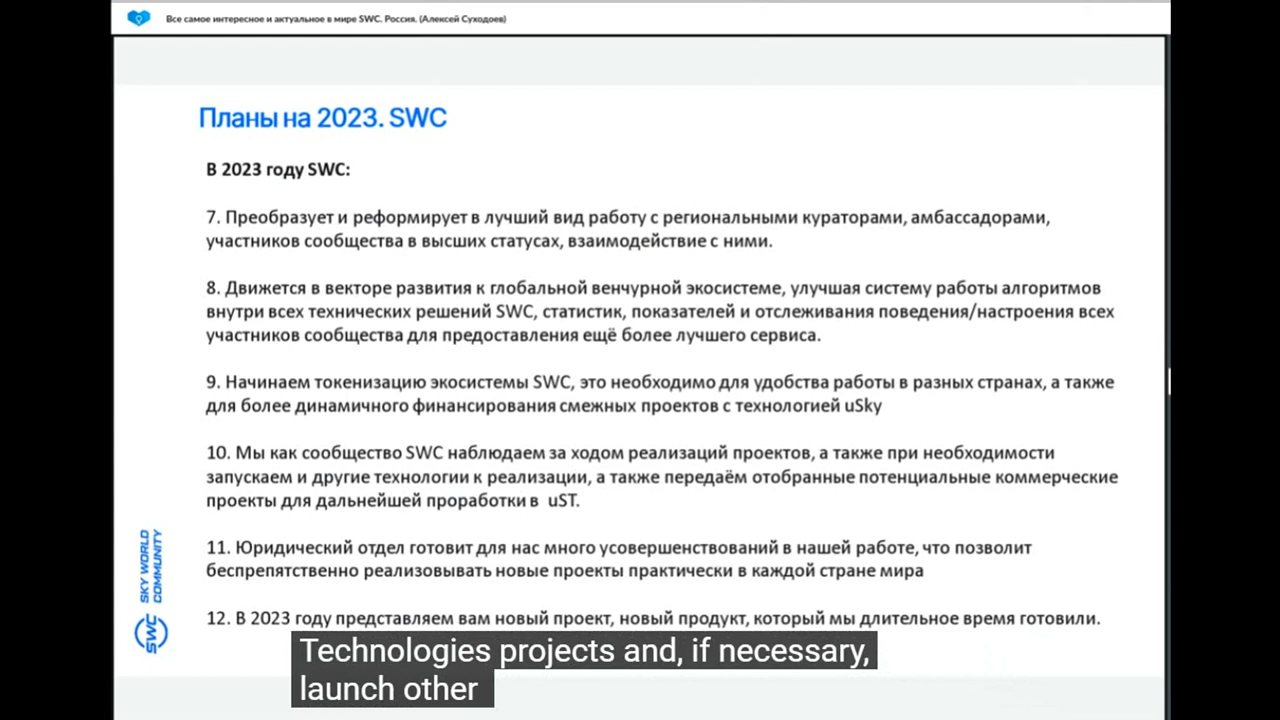 Все самое интересное и актуальное в мире SWC. Россия. (Алексей Суходоев)
Планы на 2023. SWC
В 2023 году SWC:
7. Преобразует и реформирует в лучший вид работу с региональными кураторами, амбассадорами,
участников сообщества в высших статусах, взаимодействие с ними.
8. Движется в векторе развития к глобальной венчурной экосистеме, улучшая систему работы алгоритмов
внутри всех технических решений SWC, статистик, показателей и отслеживания поведения/настроения всех
участников сообщества для предоставления ещё более лучшего сервиса.
9. Начинаем токенизацию экосистемы SWC, это необходимо для удобства работы в разных странах, а также
для более динамичного финансирования смежных проектов с технологией uSky
10. Мы как сообщество SWC наблюдаем за ходом реализаций проектов, а также при необходимости
запускаем и другие технологии к реализации, а также передаём отобранные потенциальные коммерческие
проекты для дальнейшей проработки в uST.
11. Юридический отдел готовит для нас много усовершенствований в нашей работе, что позволит
беспрепятственно реализовывать новые проекты практически в каждой стране мира
12. В 2023 году представляем вам новый проект, новый продукт, который мы длительное время готовили.
SKY WORLD
COMMUNITY
SWC
Technologies projects and, if necessary,
launch other